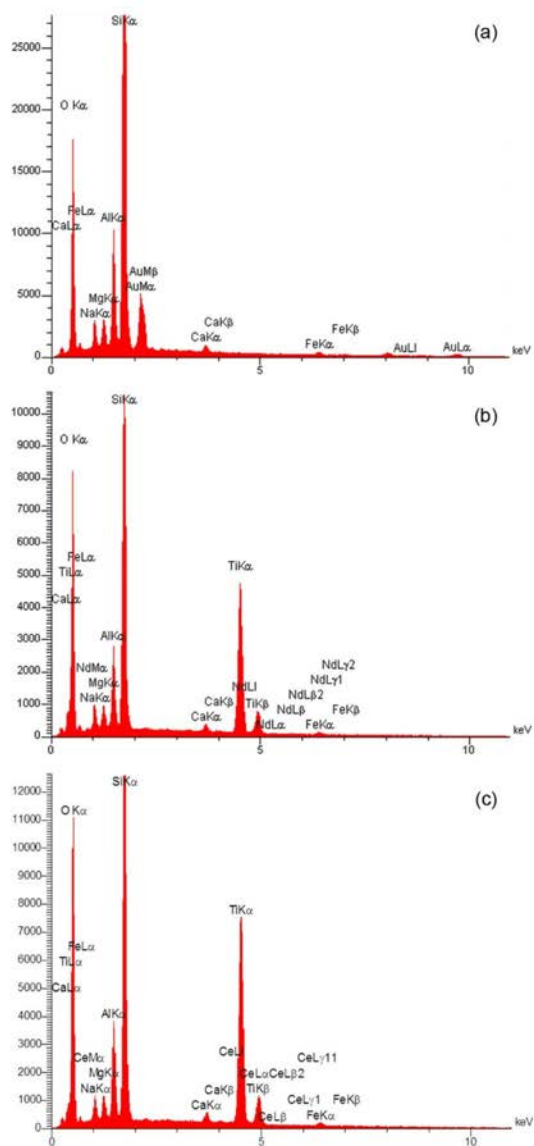 (a)
SiKα
25000
O Kα
20000
15000
FeLα
AlKα
CaLα
10000
AuMβ
MgKα
AuMα
5000
NaKα
CaKβ
FeKβ
CaKα
FeKα
AuLl
AuLα
0
0
5
10
keV
(b)
SiKα
10000
O Kα
9000
8000
7000
6000
FeLα
TiLα
TiKα
5000
CaLα
4000
AlKα
3000
NdLγ2
NdMα
NdLγ1
2000
MgKα
NdLl
NdLβ2
1000
NaKα
CaKβ
TiKβ
NdLβ
FeKβ
CaKα
NdLα
FeKα
0
0
5
10
keV
(c)
SiKα
12000
OKα
11000
10000
9000
8000
TiKα
7000
FeLα
TiLα
6000
CaLα
5000
AlKα
4000
3000
CeMα
CeLl
CeLγ11
2000
MgKα
CeLαCeLβ2
NaKα
CaKβ
TiKβ
1000
CaKα
CeLγ1
FeKβ
CeLβ
FeKα
0
0
5
10
keV